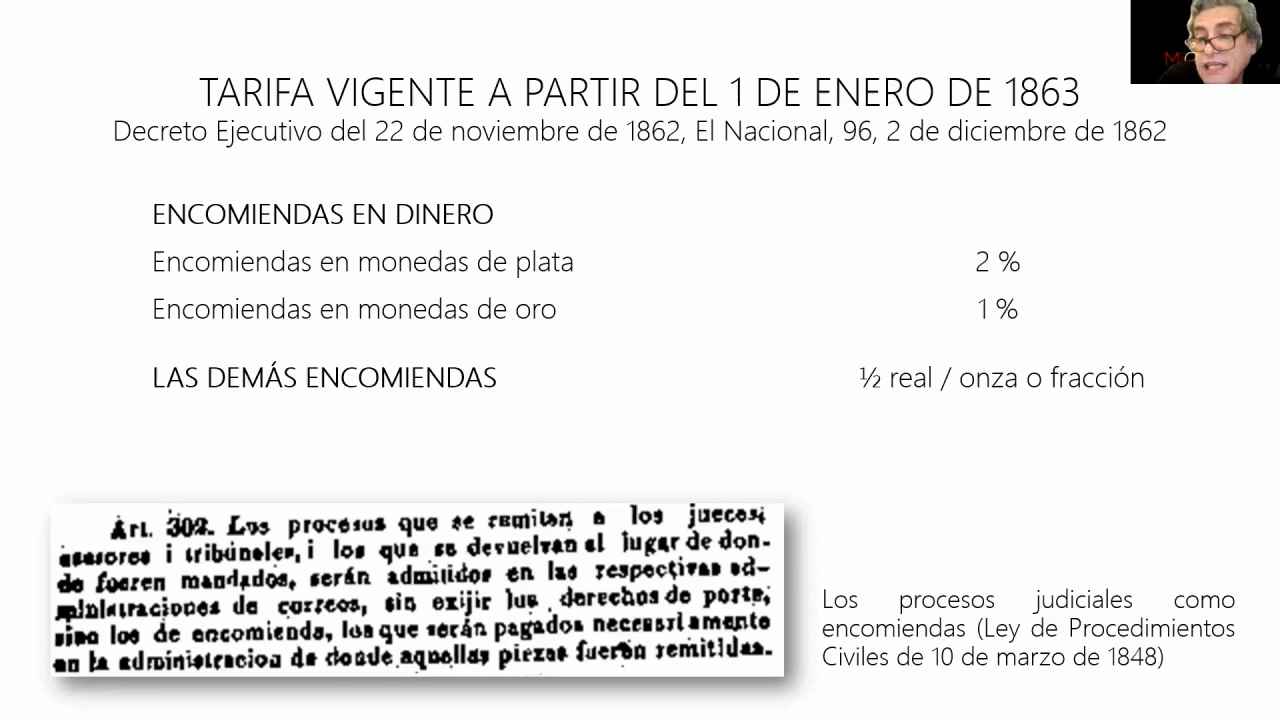 TARIFA VIGENTE A PARTIR DEL 1 DE ENERO DE 1863
Decreto Ejecutivo del 22 de noviembre de 1862, El Nacional, 96, 2 de diciembre de 1862
ENCOMIENDAS EN DINERO
Encomiendas en monedas de plata 2 %
Encomiendas en monedas de oro 1 %
LAS DEMÁS ENCOMIENDAS ½ real / onza o fracción
Art. 302. Los procesos que se remitan a los jueces,
asesores i tribunales, i los que se devuelvan al lugar de don-
de fueren mandados, serán admitidos en las respectivas ad-
ministraciones de correos, sin exijir los derechos de porte,
sino los de encomienda, los que serán pagados necesariamente
en la administracion de donde aquellas piezas fueren remitidas.
Los procesos judiciales como
encomiendas (Ley de Procedimientos
Civiles de 10 de marzo de 1848)